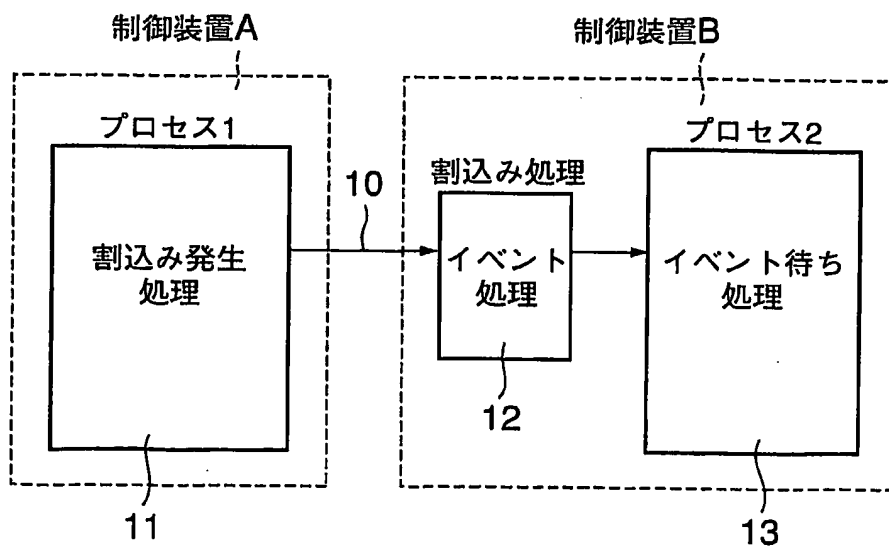 制御装置A
制御装置B
プロセス1
プロセス2
割込み処理
10
割込み発生
処理
イベント
処理
イベント待ち
処理
12
11
13